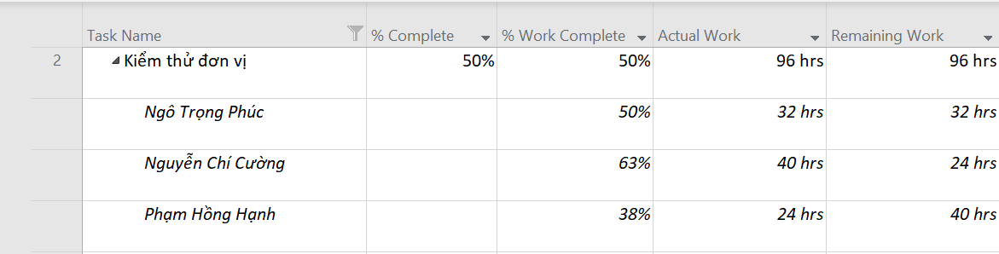 Task Name % Complete % Work Complete Actual Work Remaining Work
2 Kiểm thử đơn vị 50% 50% 96 hrs 96 hrs
Ngô Trọng Phúc 50% 32 hrs 32 hrs
Nguyễn Chí Cường 63% 40 hrs 24 hrs
Phạm Hồng Hạnh 38% 24 hrs 40 hrs